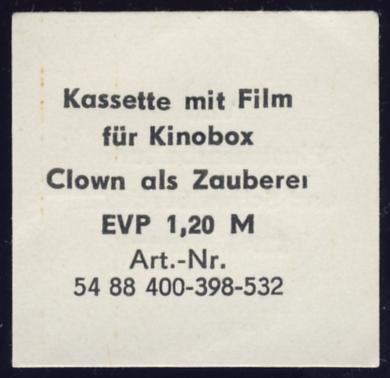 Kassette mit Film
für Kinobox
Clown als Zauberer
EVP 1,20 M
Art.-Nr.
54 88 400-398-532